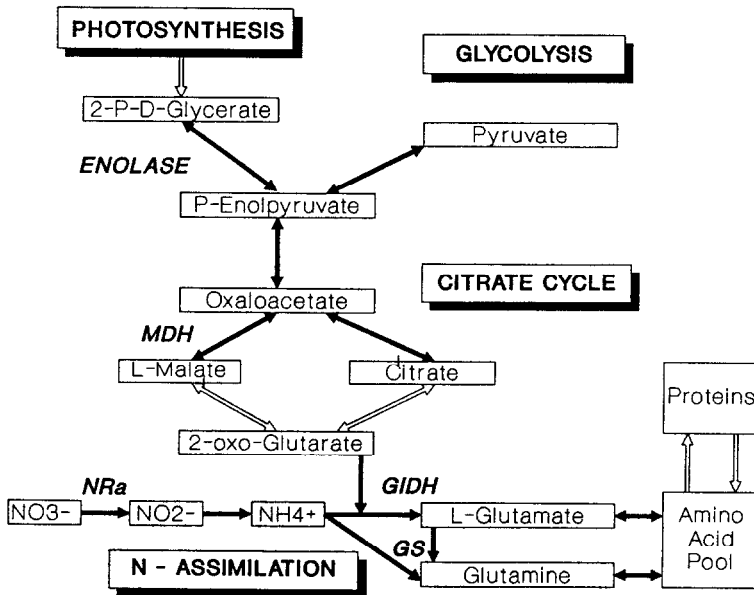 PHOTOSYNTHESIS
GLYCOLYSIS
2-P-D-Glycerate
Pyruvate
ENOLASE
P-Enolpyruvate
CITRATE CYCLE
Oxaloacetate
MDH
L-Malate
Citrate
Proteins
2-oxo-Glutarate
NRa
GlDH
NO3-
NO2-
NH4+
L-Glutamate
Amino
Acid
Pool
GS
Glutamine
N - ASSIMILATION